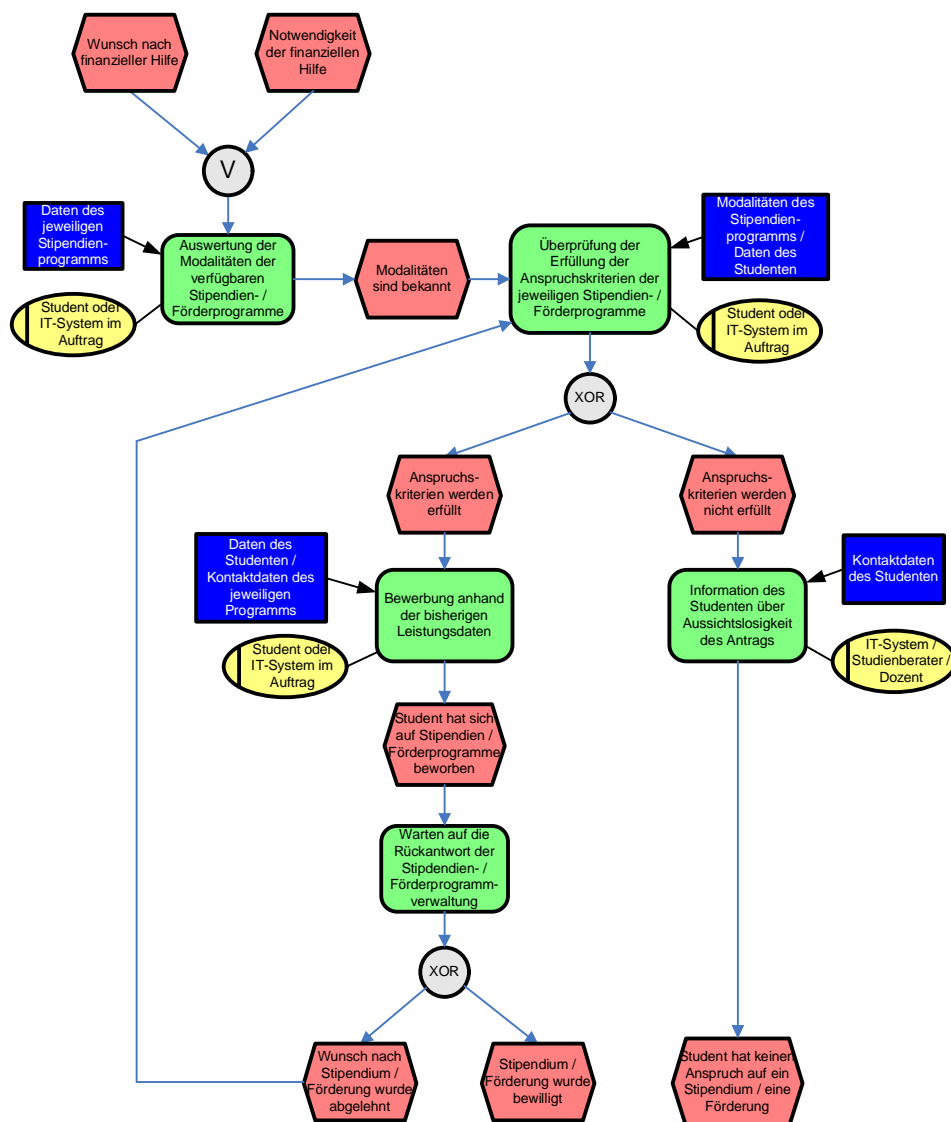 Wunsch nach
finanzieller Hilfe
Notwendigkeit
der finanziellen
Hilfe
V
Daten des
jeweiligen
Stipendien-
programms
Auswertung der
Modalitäten der
verfügbaren
Stipendien- /
Förderprogramme
Student oder
IT-System im
Auftrag
Modalitäten
sind bekannt
Überprüfung der
Erfüllung der
Anspruchskriterien der
jeweiligen Stipendien- /
Förderprogramme
Modalitäten des
Stipendien-
programms /
Daten des
Studenten
Student oder
IT-System im
Auftrag
XOR
Anspruchs-
kriterien werden
erfüllt
Anspruchs-
kriterien werden
nicht erfüllt
Daten des
Studenten /
Kontaktdaten des
jeweiligen
Programms
Bewerbung anhand
der bisherigen
Leistungsdaten
Student oder
IT-System im
Auftrag
Information des
Studenten über
Aussichtslosigkeit
des Antrags
Kontaktdaten
des Studenten
IT-System /
Studienberater /
Dozent
Student hat sich
auf Stipendien /
Förderprogramme
beworben
Warten auf die
Rückantwort der
Stipdendien- /
Förderprogramm-
verwaltung
XOR
Wunsch nach
Stipendium /
Förderung wurde
abgelehnt
Stipendium /
Förderung wurde
bewilligt
Student hat keinen
Anspruch auf ein
Stipendium / eine
Förderung